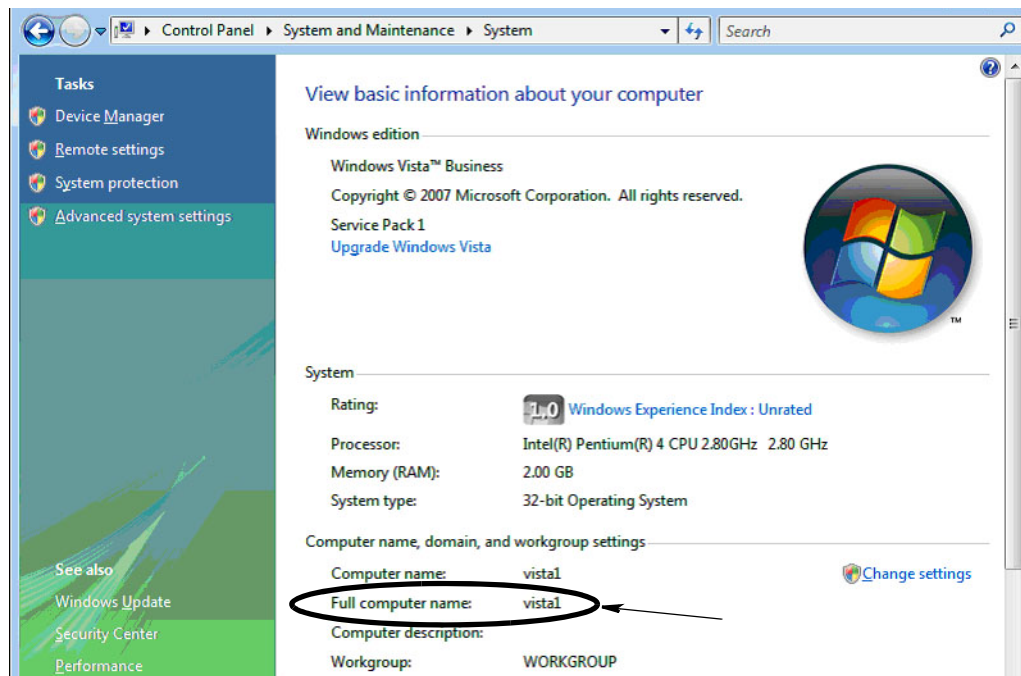 Control Panel System and Maintenance System Search
Tasks
Device Manager
Remote settings
System protection
Advanced system settings
See also
Windows Update
Security Center
Performance
View basic information about your computer
Windows edition
Windows Vista™ Business
Copyright © 2007 Microsoft Corporation. All rights reserved.
Service Pack 1
Upgrade Windows Vista
TM
System
Rating: 1,0 Windows Experience Index : Unrated
Processor: Intel(R) Pentium(R) 4 CPU 2.80GHz 2.80 GHz
Memory (RAM): 2.00 GB
System type: 32-bit Operating System
Computer name, domain, and workgroup settings
Computer name: vista1 Change settings
Full computer name: vista1
Computer description:
Workgroup: WORKGROUP